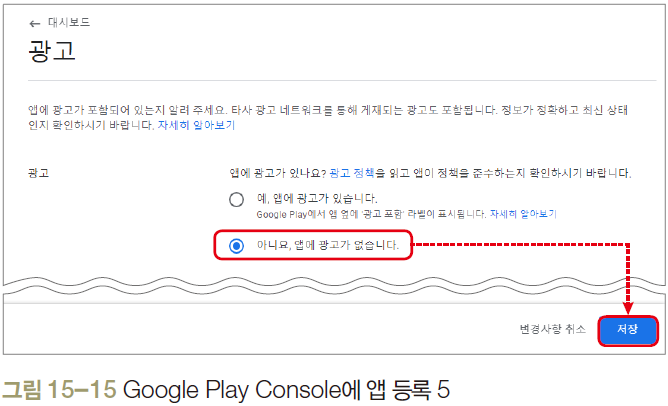 ← 대시보드
광고
앱에 광고가 포함되어 있는지 알려 주세요. 타사 광고 네트워크를 통해 게재되는 광고도 포함됩니다. 정보가 정확하고 최신 상태
인지 확인하시기 바랍니다. 자세히 알아보기
광고
앱에 광고가 있나요? 광고 정책을 읽고 앱이 정책을 준수하는지 확인하시기 바랍니다.
예, 앱에 광고가 있습니다.
Google Play에서 앱 옆에 '광고 포함' 라벨이 표시됩니다. 자세히 알아보기
아니요, 앱에 광고가 없습니다.
변경사항 취소 저장
그림 15-15 Google Play Console에 앱 등록 5